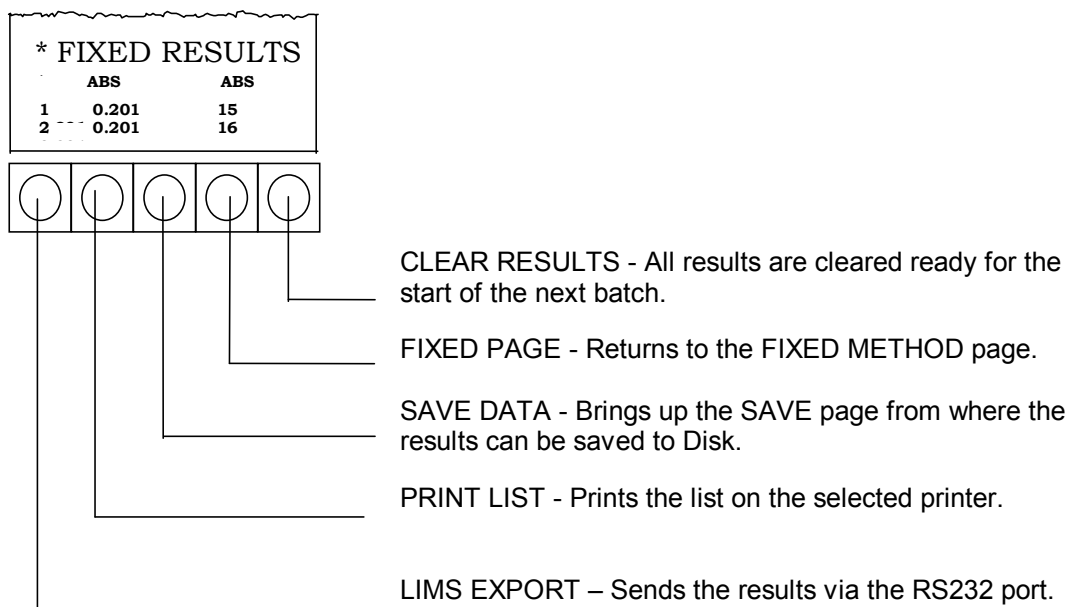 * FIXED RESULTS
ABS ABS
1 0.201 15
2 0.201 16
CLEAR RESULTS - All results are cleared ready for the
start of the next batch.
FIXED PAGE - Returns to the FIXED METHOD page.
SAVE DATA - Brings up the SAVE page from where the
results can be saved to Disk.
PRINT LIST - Prints the list on the selected printer.
LIMS EXPORT – Sends the results via the RS232 port.